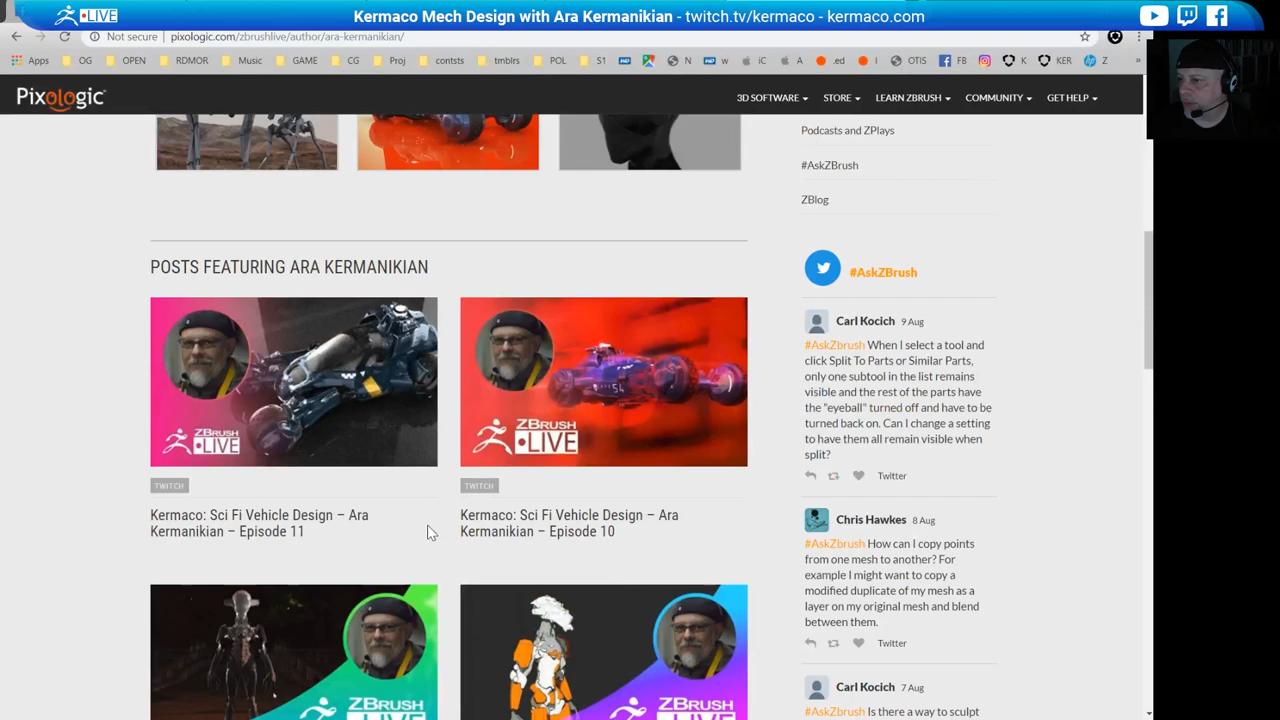 LIVE Kermaco Mech Design with Ara Kermanikian - twitch.tv/kermaco - kermaco.com
Not secure | pixologic.com/zbrushlive/author/ara-kermanikian/
Apps OG OPEN RDMOR Music GAME CG Proj contsts tmblrs POL S1 N w iC A .ed I OTIS FB K KER Z »
Pixologic 3D SOFTWARE STORE LEARN ZBRUSH COMMUNITY GET HELP
Podcasts and ZPlays
#AskZBrush
ZBlog
POSTS FEATURING ARA KERMANIKIAN
ZBRUSH
LIVE
TWITCH
Kermaco: Sci Fi Vehicle Design – Ara
Kermanikian – Episode 11
54
ZBRUSH
LIVE
TWITCH
Kermaco: Sci Fi Vehicle Design – Ara
Kermanikian – Episode 10
ZBRUSH
ZBRUSH
#AskZBrush
Carl Kocich 9 Aug
#AskZbrush When I select a tool and
click Split To Parts or Similar Parts,
only one subtool in the list remains
visible and the rest of the parts have
the "eyeball" turned off and have to be
turned back on. Can I change a setting
to have them all remain visible when
split?
Twitter
Chris Hawkes 8 Aug
#AskZbrush How can I copy points
from one mesh to another? For
example I might want to copy a
modified duplicate of my mesh as a
layer on my original mesh and blend
between them.
Twitter
Carl Kocich 7 Aug
#AskZbrush Is there a way to sculpt